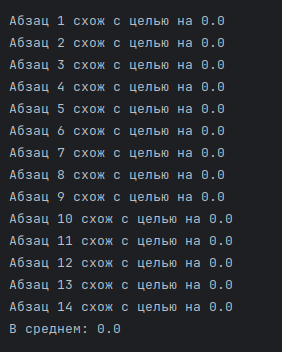 Абзац 1 схож с целью на 0.0
Абзац 2 схож с целью на 0.0
Абзац 3 схож с целью на 0.0
Абзац 4 схож с целью на 0.0
Абзац 5 схож с целью на 0.0
Абзац 6 схож с целью на 0.0
Абзац 7 схож с целью на 0.0
Абзац 8 схож с целью на 0.0
Абзац 9 схож с целью на 0.0
Абзац 10 схож с целью на 0.0
Абзац 11 схож с целью на 0.0
Абзац 12 схож с целью на 0.0
Абзац 13 схож с целью на 0.0
Абзац 14 схож с целью на 0.0
В среднем: 0.0